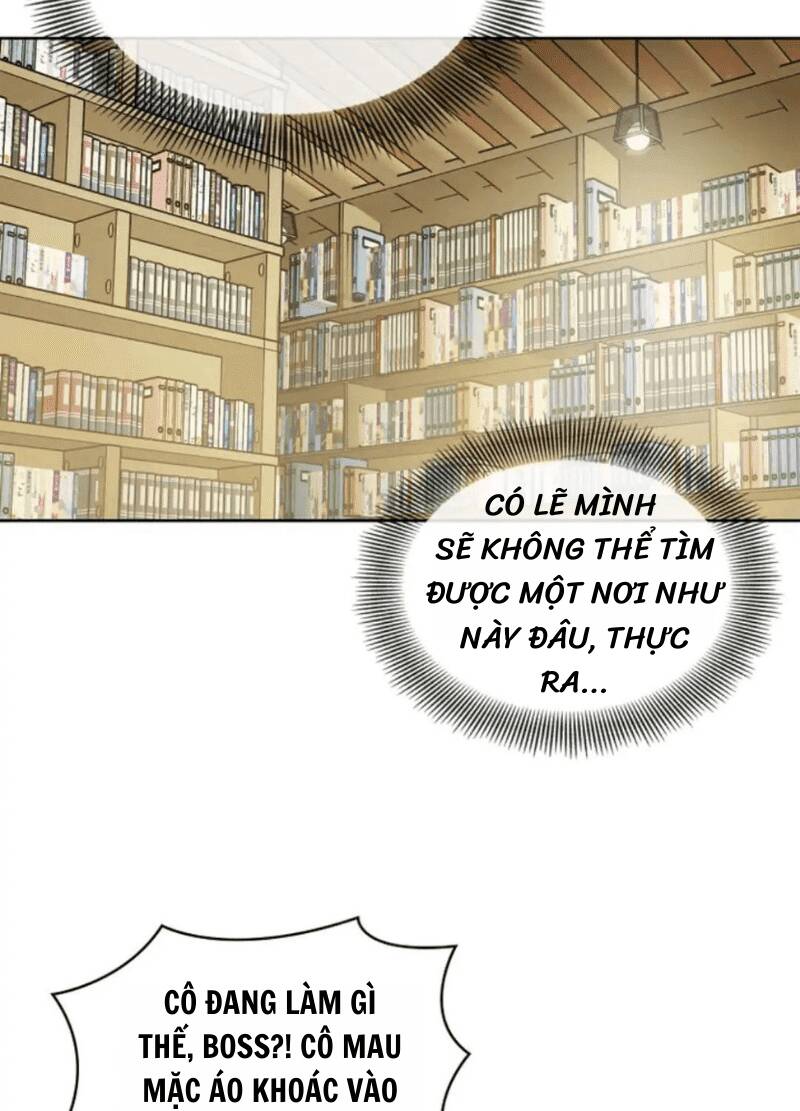 CÓ LẼ MÌNH
SẼ KHÔNG THỂ TÌM
ĐƯỢC MỘT NƠI NHƯ
NÀY ĐÂU, THỰC
RA...
CÔ ĐANG LÀM GÌ
THẾ, BOSS?! CÔ MAU
MẶC ÁO KHOÁC VÀO